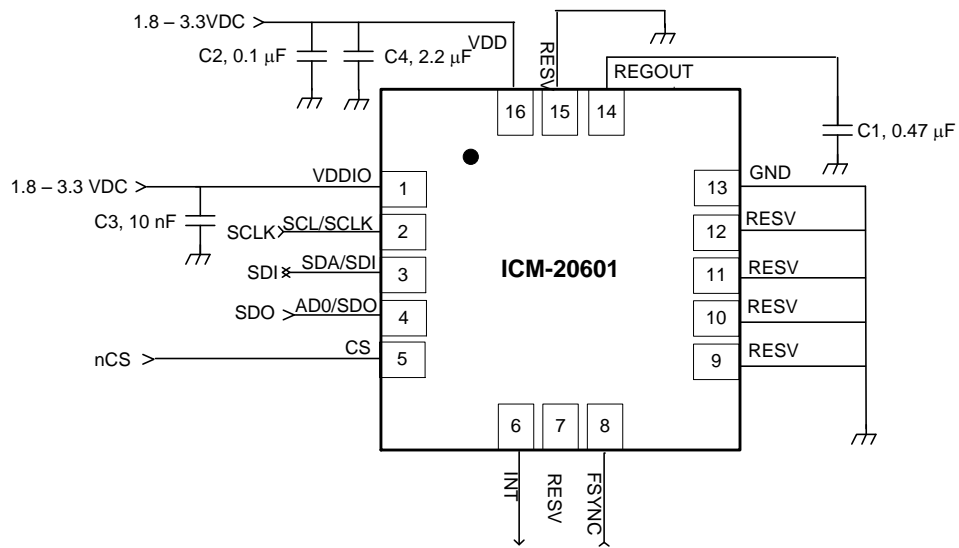 1.8 – 3.3VDC
C2, 0.1 μF
C4, 2.2 μF
VDD
RESV
REGOUT
16
15
14
C1, 0.47 μF
1.8 – 3.3 VDC
VDDIO
1
C3, 10 nF
SCLK
SCL/SCLK
2
SDI
SDA/SDI
3
SDO
AD0/SDO
4
nCS
CS
5
ICM-20601
13
GND
12
RESV
11
RESV
10
RESV
9
RESV
6
7
8
INT
RESV
FSYNC